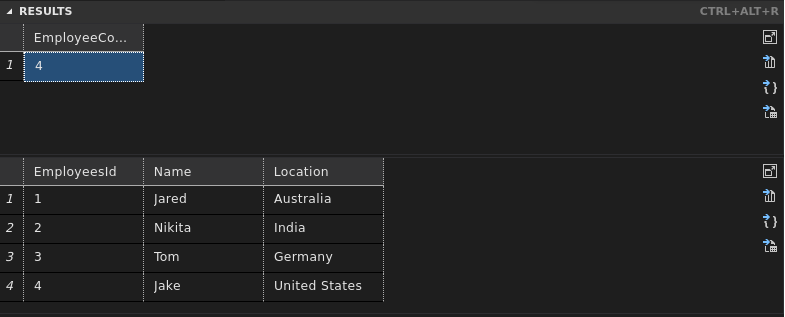 RESULTS CTRL+ALT+R
EmployeeCo...
1 4
EmployeesId Name Location
1 1 Jared Australia
2 2 Nikita India
3 3 Tom Germany
4 4 Jake United States